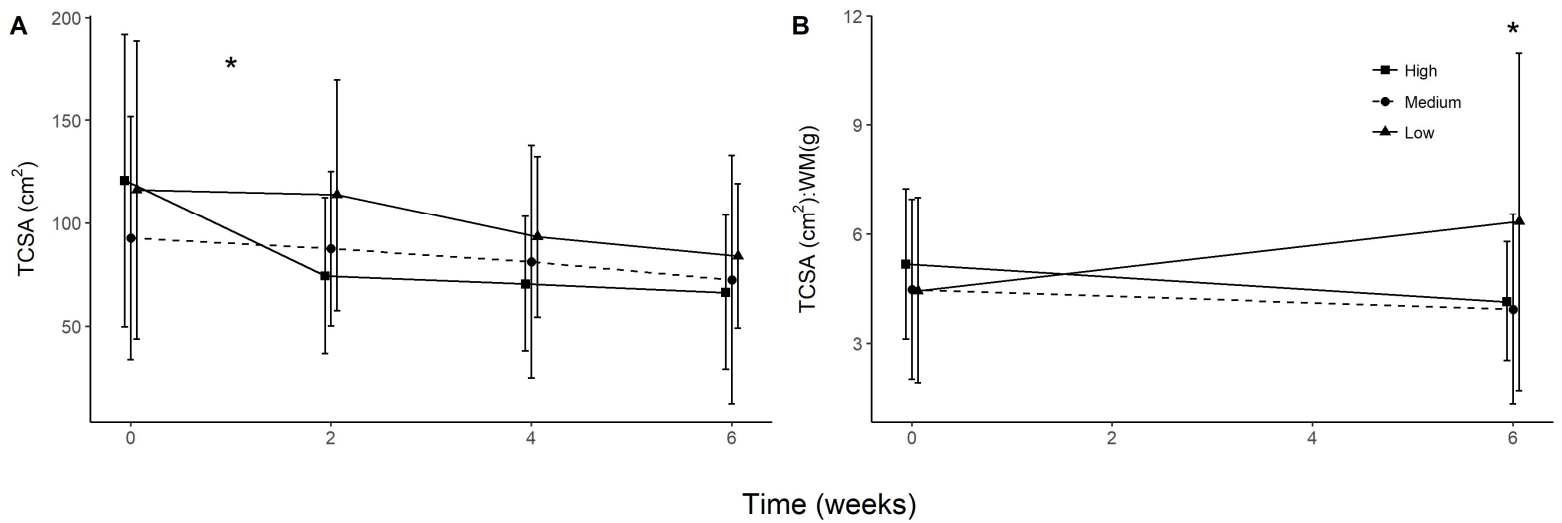 A
TCSA (cm²)
200
150
100
50
*
0 2 4 6
B
TCSA (cm²):WM(g)
12
9
6
3
*
High
Medium
Low
0 2 4 6
Time (weeks)